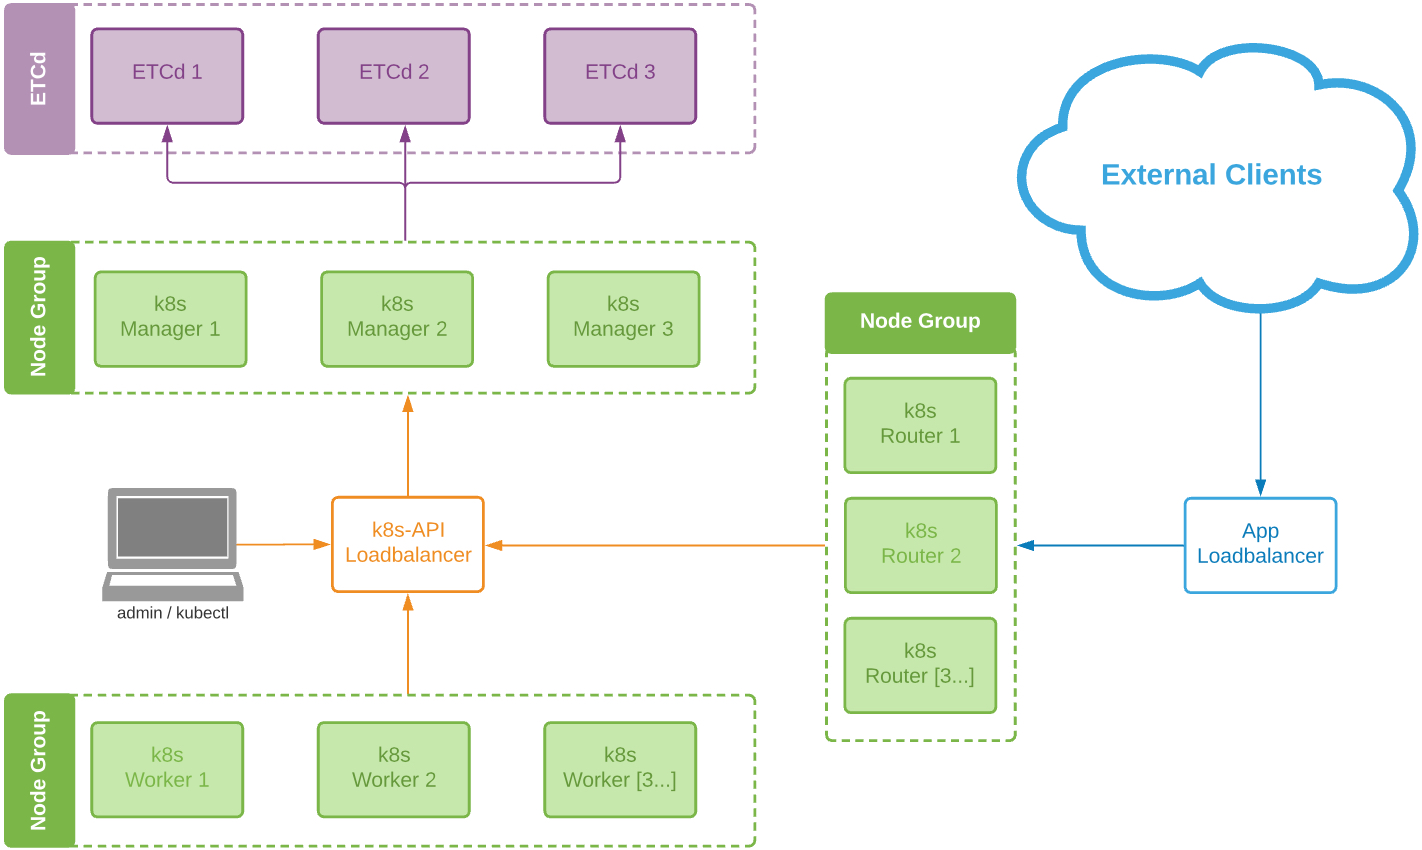 ETCd
ETCd 1
ETCd 2
ETCd 3
External Clients
Node Group
k8s
Manager 1
k8s
Manager 2
k8s
Manager 3
Node Group
k8s
Router 1
k8s
Router 2
k8s
Router [3...]
admin / kubectl
k8s-API
Loadbalancer
App
Loadbalancer
Node Group
k8s
Worker 1
k8s
Worker 2
k8s
Worker [3...]